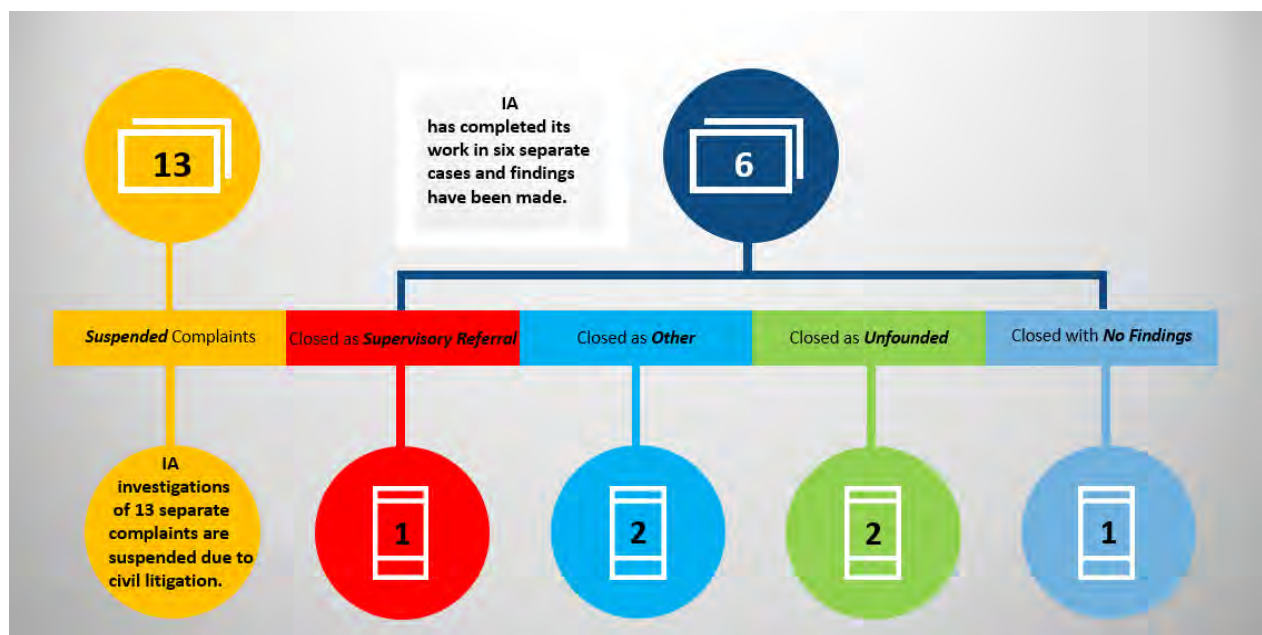 13
IA
has completed its
work in six separate
cases and findings
have been made.
6
Suspended Complaints
Closed as Supervisory Referral
Closed as Other
Closed as Unfounded
Closed with No Findings
IA
investigations
of 13 separate
complaints are
suspended due to
civil litigation.
1
2
2
1